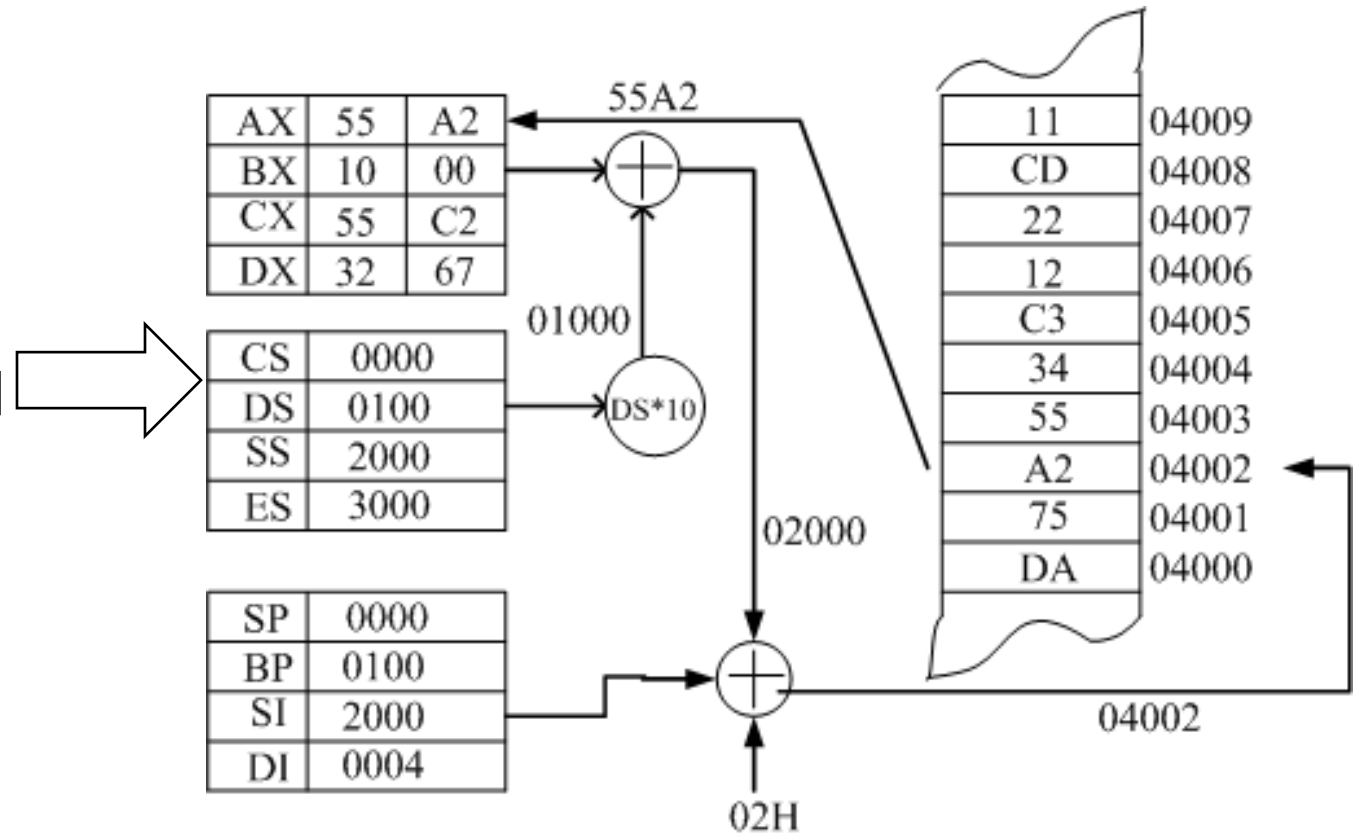 55A2
AX 55 A2
BX 10 00
CX 55 C2
DX 32 67
01000
CS 0000
DS 0100
SS 2000
ES 3000
DS*10
02000
SP 0000
BP 0100
SI 2000
DI 0004
02H
04002
11 04009
CD 04008
22 04007
12 04006
C3 04005
34 04004
55 04003
A2 04002
75 04001
DA 04000